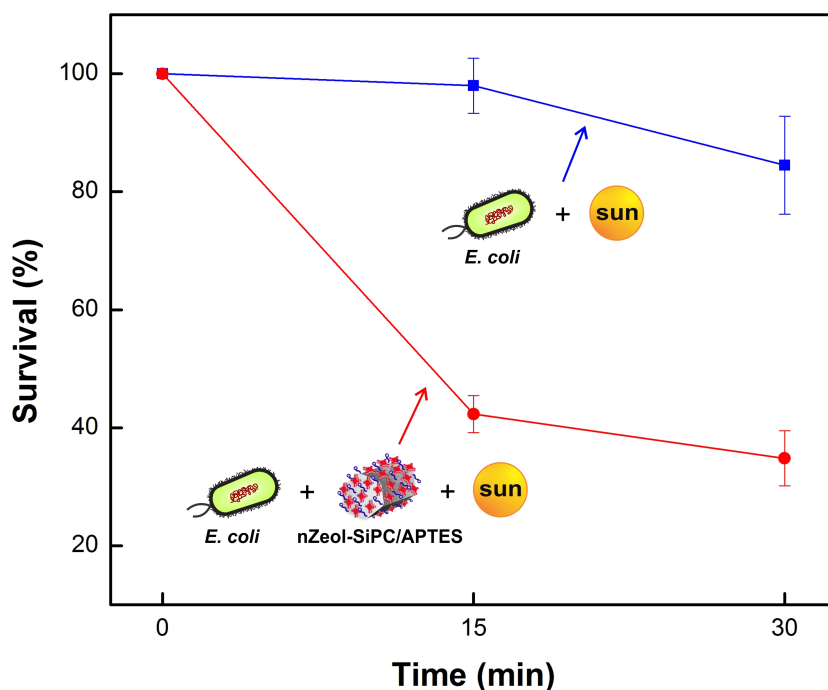 100
80
60
40
20
Survival (%)
+ sun
E. coli
+ + sun
E. coli nZeol-SiPC/APTES
0 15 30
Time (min)